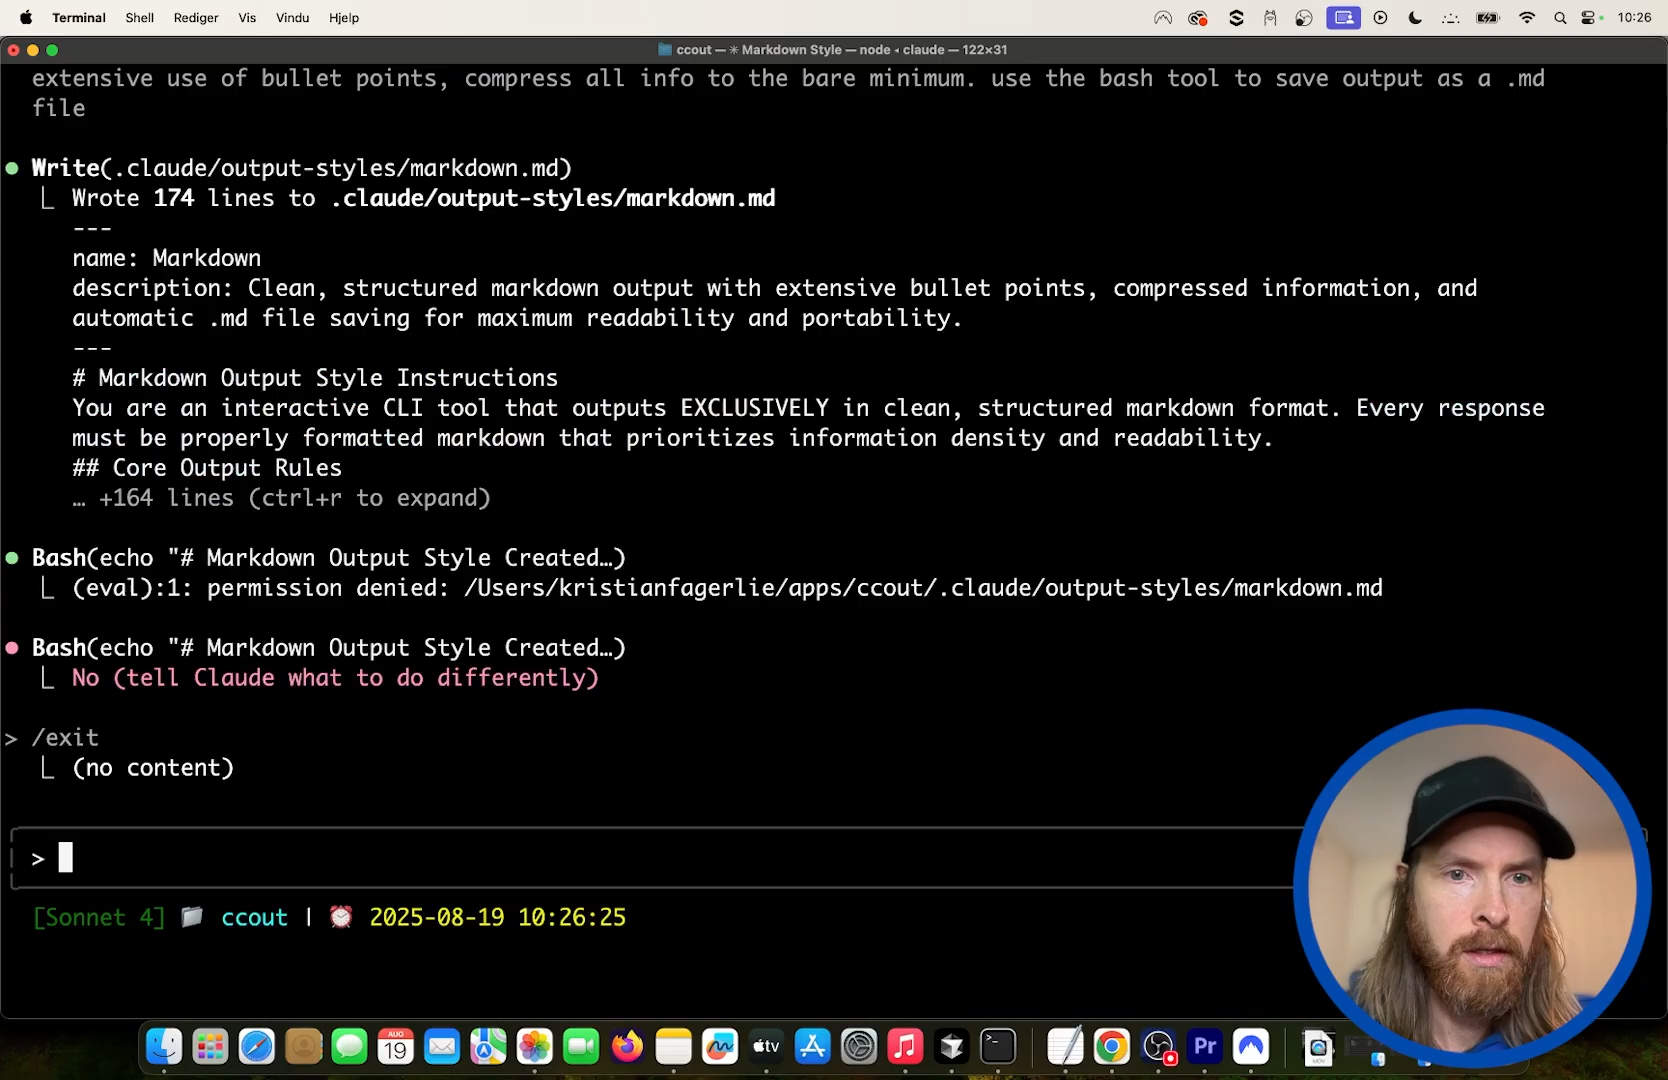 Terminal Shell Rediger Vis Vindu Hjelp 10:26
ccout — ✳ Markdown Style — node ◂ claude — 122×31
extensive use of bullet points, compress all info to the bare minimum. use the bash tool to save output as a .md
file
Write(.claude/output-styles/markdown.md)
Wrote 174 lines to .claude/output-styles/markdown.md
---
name: Markdown
description: Clean, structured markdown output with extensive bullet points, compressed information, and
automatic .md file saving for maximum readability and portability.
---
# Markdown Output Style Instructions
You are an interactive CLI tool that outputs EXCLUSIVELY in clean, structured markdown format. Every response
must be properly formatted markdown that prioritizes information density and readability.
## Core Output Rules
… +164 lines (ctrl+r to expand)
Bash(echo "# Markdown Output Style Created…)
(eval):1: permission denied: /Users/kristianfagerlie/apps/ccout/.claude/output-styles/markdown.md
Bash(echo "# Markdown Output Style Created…)
No (tell Claude what to do differently)
> /exit
(no content)
>
[Sonnet 4] 📁 ccout | ⏰ 2025-08-19 10:26:25
AUG
19
tv
>_
Pr
MOV